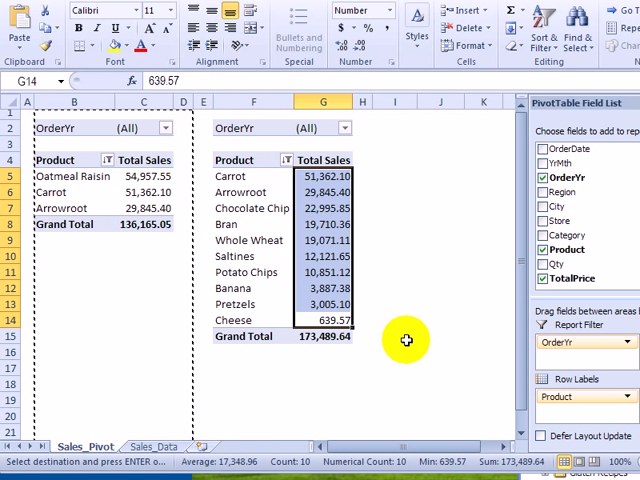 Calibri 11 Number Insert Σ Go To
Paste B I U A A $ % , Styles Delete Sort & Find & Repe
Bullets and Numbering Format Filter Select Chara
Clipboard Font Alignment Number Cells Editing
G14 fx 639.57
A B C D E F G H I J K PivotTable Field List
1 Choose fields to add to repo
2 OrderYr (All) OrderYr (All) OrderDate
3 YrMth
4 Product Total Sales Product Total Sales OrderYr
5 Oatmeal Raisin 54,957.55 Carrot 51,362.10 Region
6 Carrot 51,362.10 Arrowroot 29,845.40 City
7 Arrowroot 29,845.40 Chocolate Chip 22,995.85 Store
8 Grand Total 136,165.05 Bran 19,710.36 Category
9 Whole Wheat 19,071.11 Product
10 Saltines 12,121.65 Qty
11 Potato Chips 10,851.12 TotalPrice
12 Banana 3,887.38
13 Pretzels 3,005.10 Drag fields between areas b
14 Cheese 639.57 Report Filter
15 Grand Total 173,489.64 OrderYr
16
17 Row Labels
18 Product
19
20
21 Defer Layout Update
Sales_Pivot Sales_Data
Select destination and press ENTER o... Average: 17,348.96 Count: 10 Numerical Count: 10 Min: 639.57 Sum: 173,489.64 100%